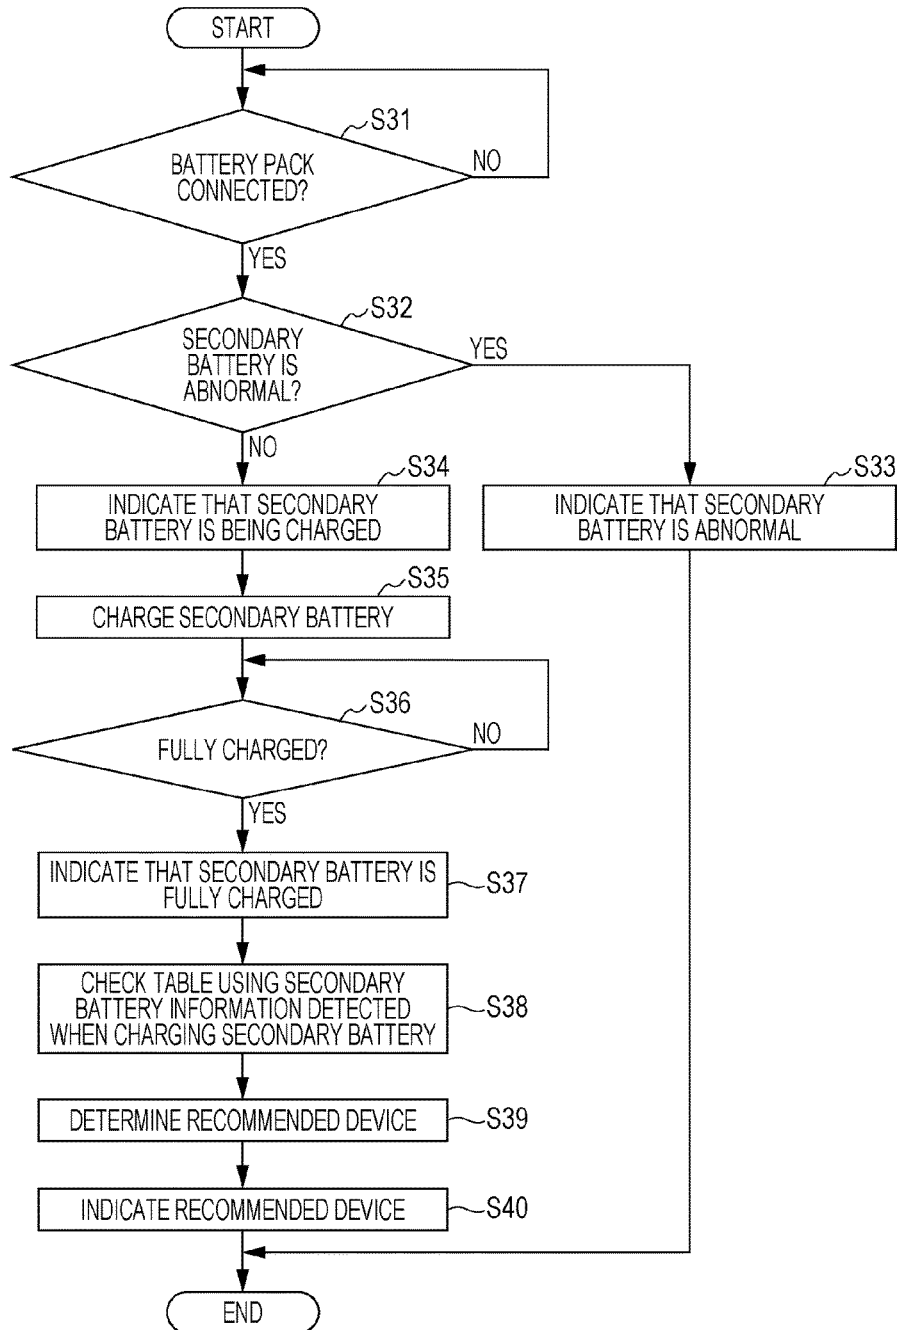 START
S31
BATTERY PACK
CONNECTED?
NO
YES
S32
SECONDARY
BATTERY IS
ABNORMAL?
YES
NO
S34
INDICATE THAT SECONDARY
BATTERY IS BEING CHARGED
S33
INDICATE THAT SECONDARY
BATTERY IS ABNORMAL
S35
CHARGE SECONDARY BATTERY
S36
FULLY CHARGED?
NO
YES
INDICATE THAT SECONDARY BATTERY IS
FULLY CHARGED
S37
CHECK TABLE USING SECONDARY
BATTERY INFORMATION DETECTED
WHEN CHARGING SECONDARY BATTERY
S38
DETERMINE RECOMMENDED DEVICE
S39
INDICATE RECOMMENDED DEVICE
S40
END